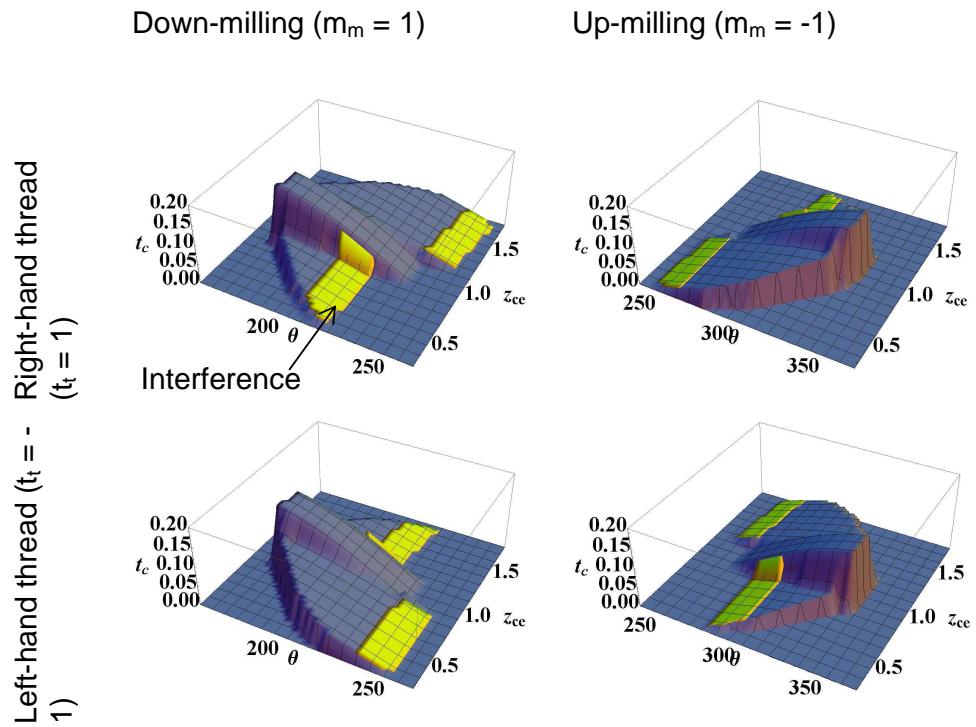 Down-milling (mm = 1)
Up-milling (mm = -1)
Right-hand thread
(tt = 1)
0.20
0.15
tc 0.10
0.05
0.00
200
θ
250
0.5
1.0 zce
1.5
Interference
0.20
0.15
tc 0.10
0.05
0.00
250
300
θ
350
0.5
1.0 zce
1.5
Left-hand thread (tt = -
1)
0.20
0.15
tc 0.10
0.05
0.00
200
θ
250
0.5
1.0 zce
1.5
0.20
0.15
tc 0.10
0.05
0.00
250
300
θ
350
0.5
1.0 zce
1.5